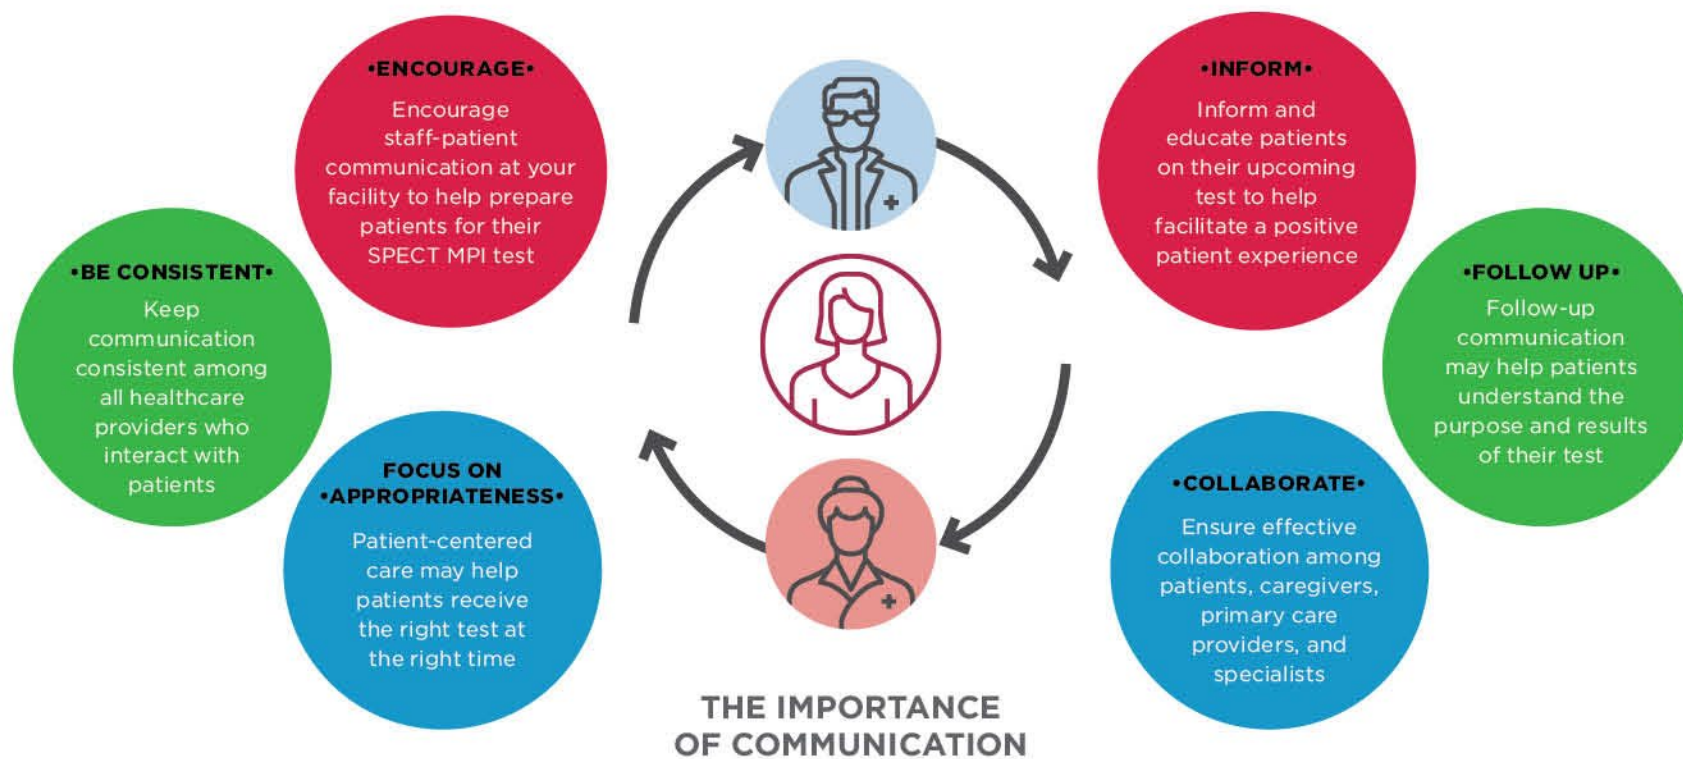 •ENCOURAGE•
Encourage
staff-patient
communication at your
facility to help prepare
patients for their
SPECT MPI test
•BE CONSISTENT•
Keep
communication
consistent among
all healthcare
providers who
interact with
patients
FOCUS ON
•APPROPRIATENESS•
Patient-centered
care may help
patients receive
the right test at
the right time
•INFORM•
Inform and
educate patients
on their upcoming
test to help
facilitate a positive
patient experience
•FOLLOW UP•
Follow-up
communication
may help patients
understand the
purpose and results
of their test
•COLLABORATE•
Ensure effective
collaboration among
patients, caregivers,
primary care
providers, and
specialists
THE IMPORTANCE
OF COMMUNICATION